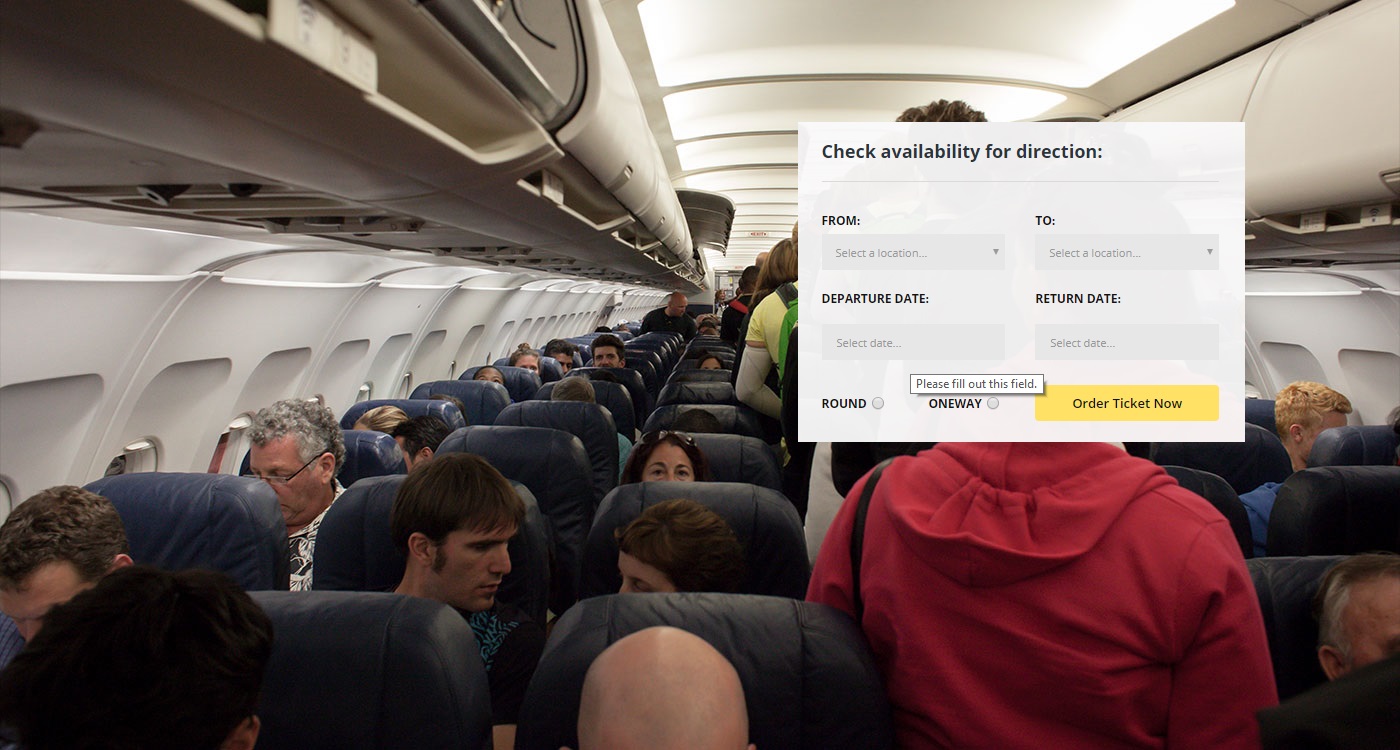 Check availability for direction:
FROM: TO:
Select a location... Select a location...
DEPARTURE DATE: RETURN DATE:
Select date... Select date...
Please fill out this field.
ROUND ONEWAY Order Ticket Now
EXIT